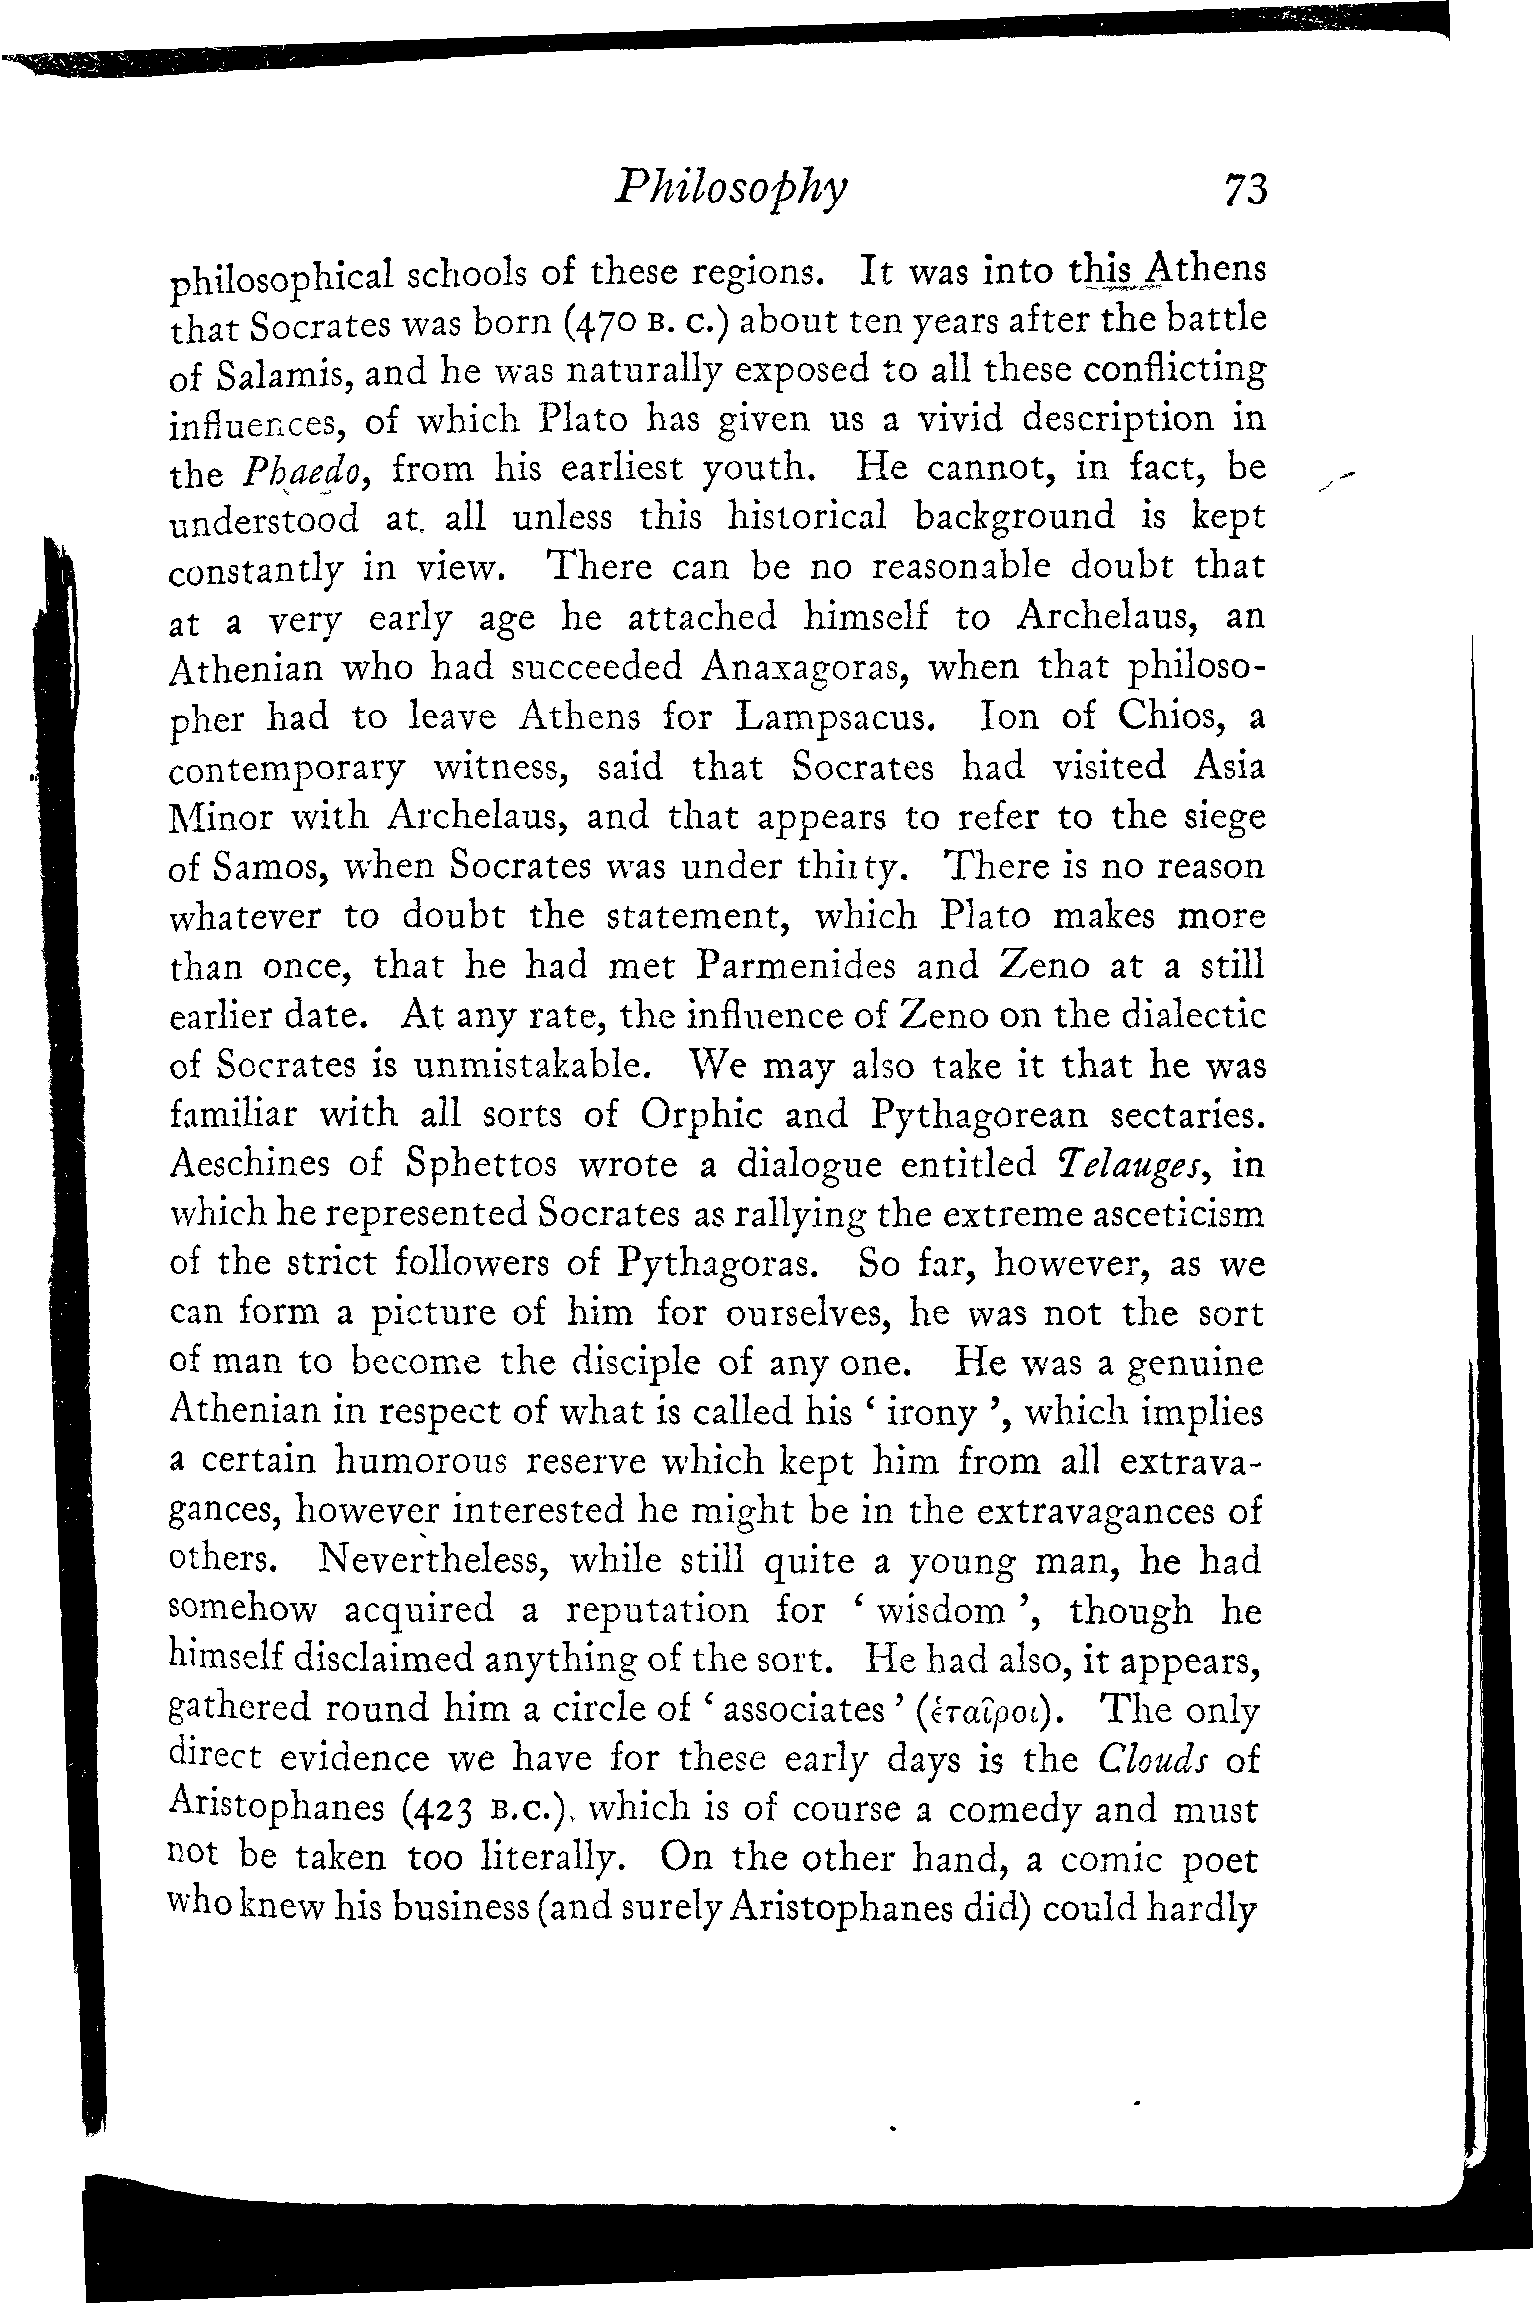 Philosophy 73
philosophical schools of these regions. It was into this Athens
that Socrates was born (470 B. C.) about ten years after the battle
of Salamis, and he was naturally exposed to all these conflicting
influences, of which Plato has given us a vivid description in
the Phaedo, from his earliest youth. He cannot, in fact, be
understood at all unless this historical background is kept
constantly in view. There can be no reasonable doubt that
at a very early age he attached himself to Archelaus, an
Athenian who had succeeded Anaxagoras, when that philoso-
pher had to leave Athens for Lampsacus. Ion of Chios, a
contemporary witness, said that Socrates had visited Asia
Minor with Archelaus, and that appears to refer to the siege
of Samos, when Socrates was under thirty. There is no reason
whatever to doubt the statement, which Plato makes more
than once, that he had met Parmenides and Zeno at a still
earlier date. At any rate, the influence of Zeno on the dialectic
of Socrates is unmistakable. We may also take it that he was
familiar with all sorts of Orphic and Pythagorean sectaries.
Aeschines of Sphettos wrote a dialogue entitled Telauges, in
which he represented Socrates as rallying the extreme asceticism
of the strict followers of Pythagoras. So far, however, as we
can form a picture of him for ourselves, he was not the sort
of man to become the disciple of any one. He was a genuine
Athenian in respect of what is called his ‘ irony ’, which implies
a certain humorous reserve which kept him from all extrava-
gances, however interested he might be in the extravagances of
others. Nevertheless, while still quite a young man, he had
somehow acquired a reputation for ‘ wisdom ’, though he
himself disclaimed anything of the sort. He had also, it appears,
gathered round him a circle of ‘ associates ’ (ἑταῖροι). The only
direct evidence we have for these early days is the Clouds of
Aristophanes (423 B.C.), which is of course a comedy and must
not be taken too literally. On the other hand, a comic poet
who knew his business (and surely Aristophanes did) could hardly